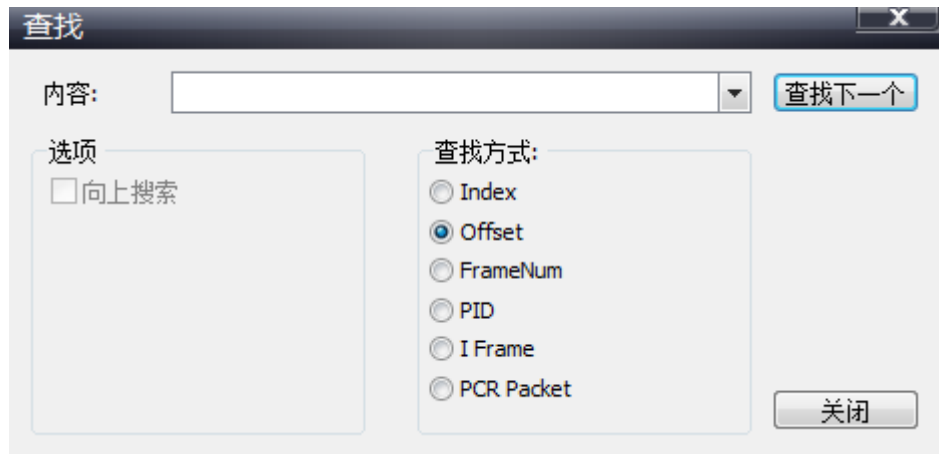 查找
内容:
查找下一个
选项
向上搜索
查找方式:
Index
Offset
FrameNum
PID
I Frame
PCR Packet
关闭